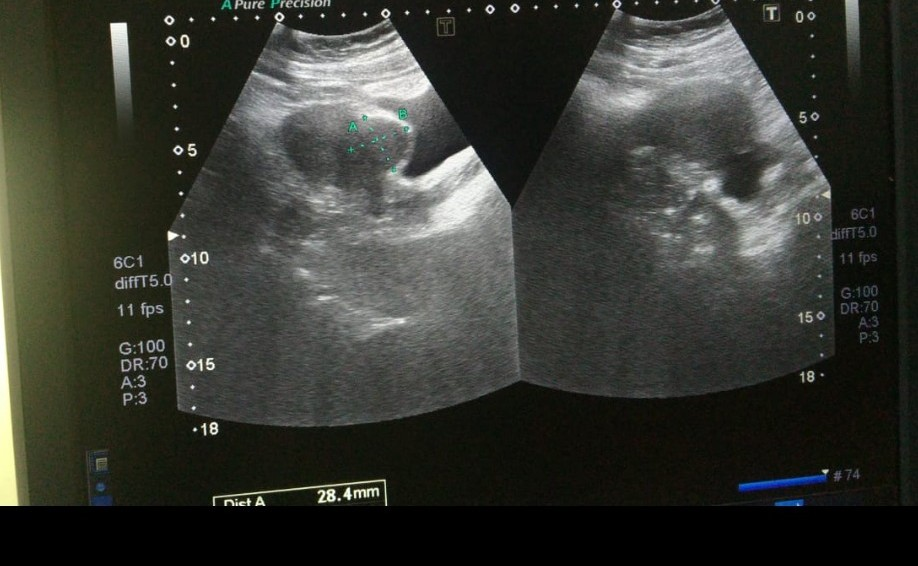 A Pure Precision
T
T
0
0
A
B
5
5
10
10
6C1
diffT5.0
11 fps
G:100
DR:70
A:3
P:3
6C1
diffT5.0
11 fps
G:100
DR:70
A:3
P:3
15
15
18
18
# 74
Dist A 28.4mm